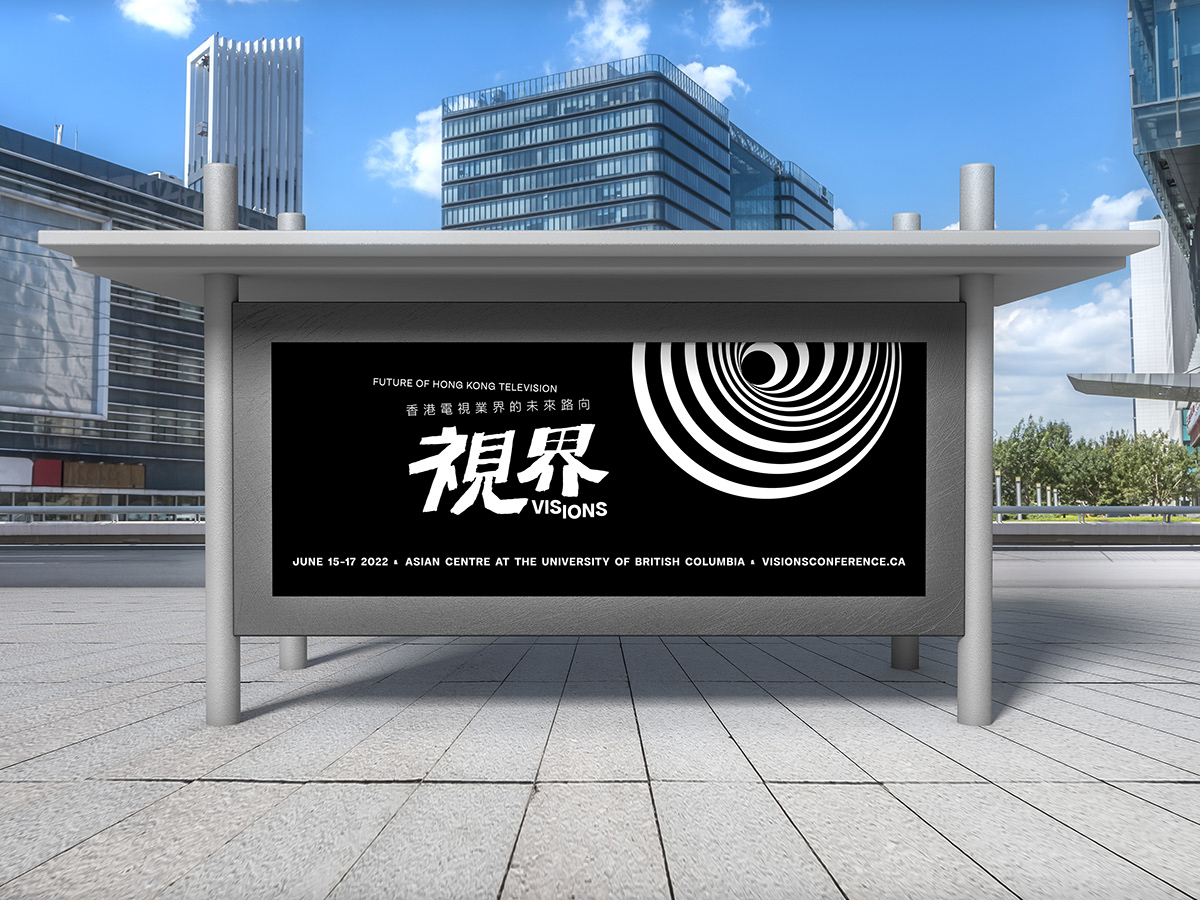 FUTURE OF HONG KONG TELEVISION
香港電視業界的未來路向
視界
VISIONS
JUNE 15-17 2022 & ASIAN CENTRE AT THE UNIVERSITY OF BRITISH COLUMBIA & VISIONSCONFERENCE.CA